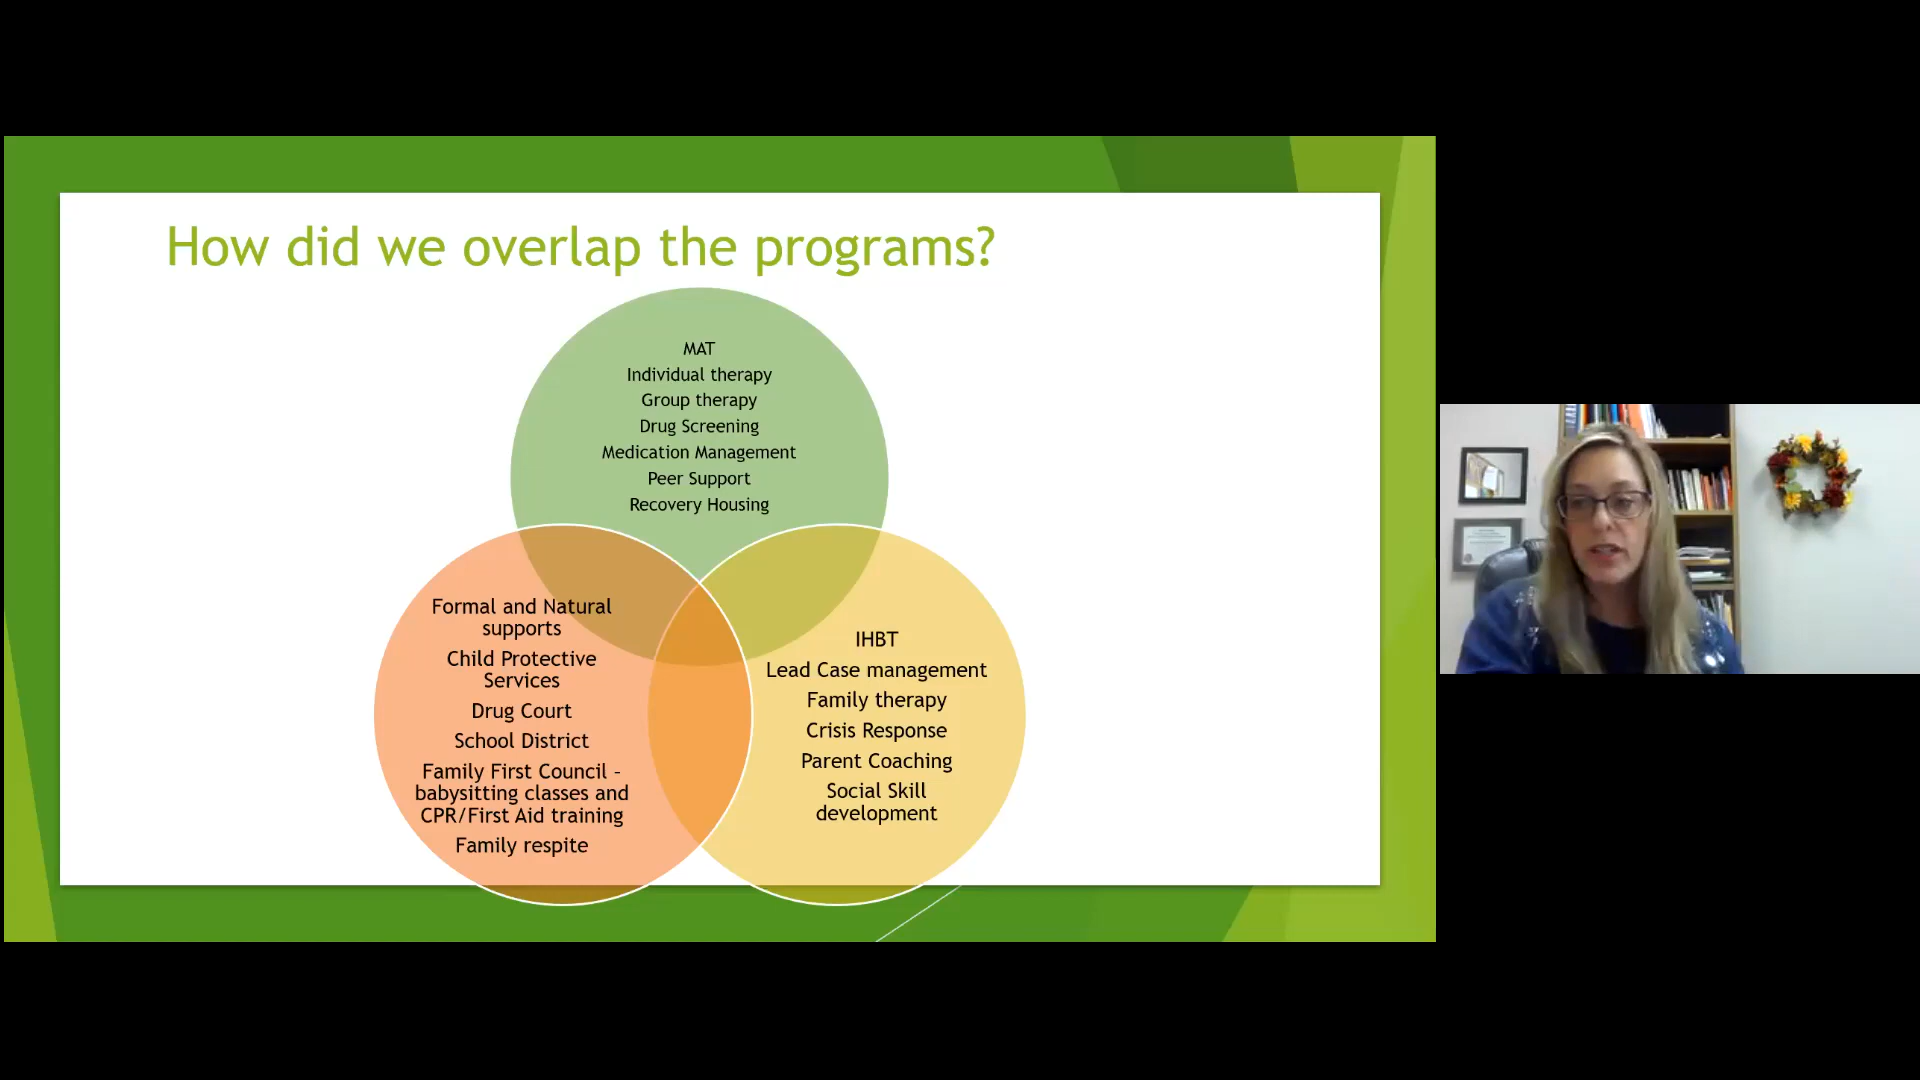 How did we overlap the programs?
MAT
Individual therapy
Group therapy
Drug Screening
Medication Management
Peer Support
Recovery Housing
Formal and Natural
supports
Child Protective
Services
Drug Court
School District
Family First Council –
babysitting classes and
CPR/First Aid training
Family respite
IHBT
Lead Case management
Family therapy
Crisis Response
Parent Coaching
Social Skill
development